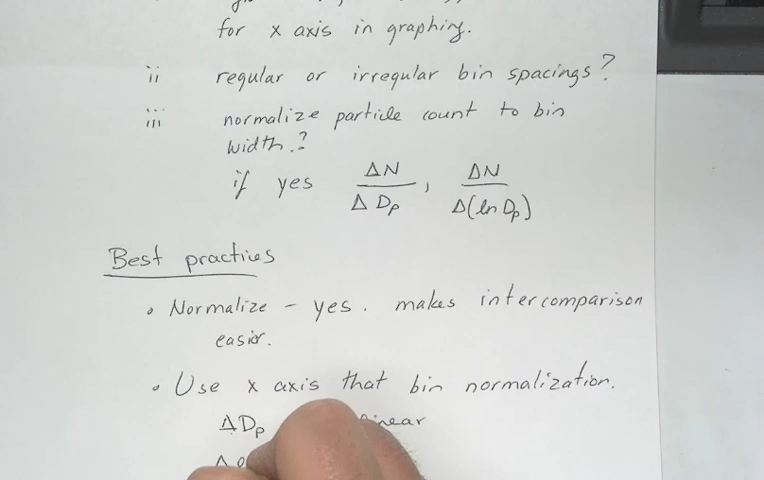 for x axis in graphing.
ii regular or irregular bin spacings?
iii normalize particle count to bin
width?
if yes ΔN/ΔDp, ΔN/Δ(ln Dp)
Best practices
• Normalize – yes. makes intercomparison
easier.
• Use x axis that bin normalization.
ΔDp linear
Δ